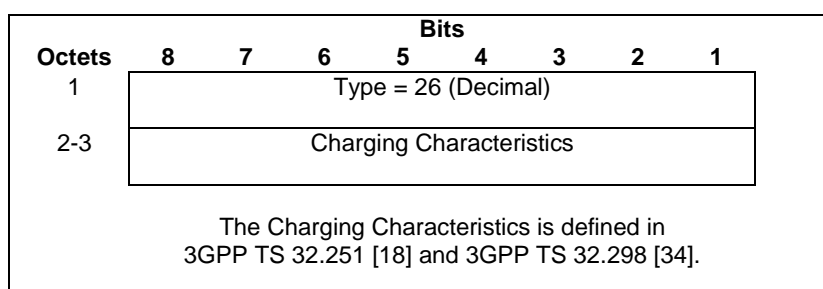 Bits
Octets 8 7 6 5 4 3 2 1
1 Type = 26 (Decimal)
2-3 Charging Characteristics
The Charging Characteristics is defined in
3GPP TS 32.251 [18] and 3GPP TS 32.298 [34].